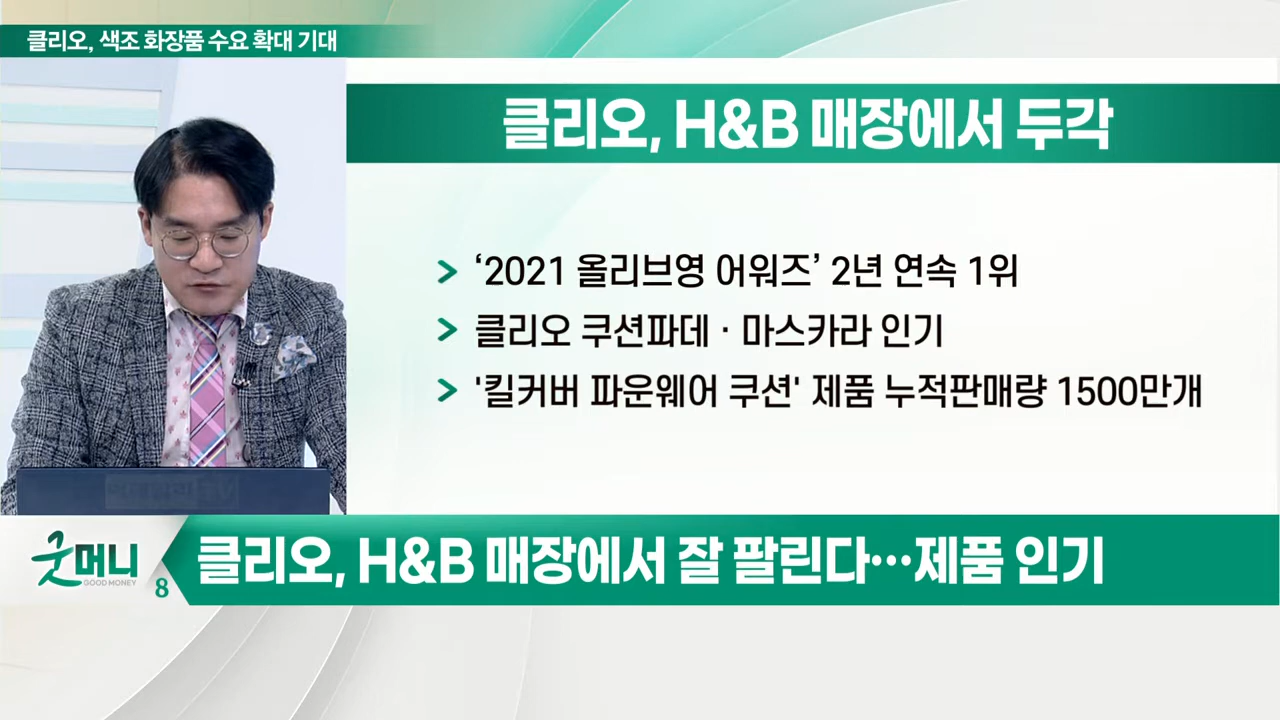 클리오, 색조 화장품 수요 확대 기대
클리오, H&B 매장에서 두각
‘2021 올리브영 어워즈’ 2년 연속 1위
클리오 쿠션파데 · 마스카라 인기
'킬커버 파운웨어 쿠션' 제품 누적판매량 1500만개
굿머니
GOOD MONEY
8
클리오, H&B 매장에서 잘 팔린다…제품 인기